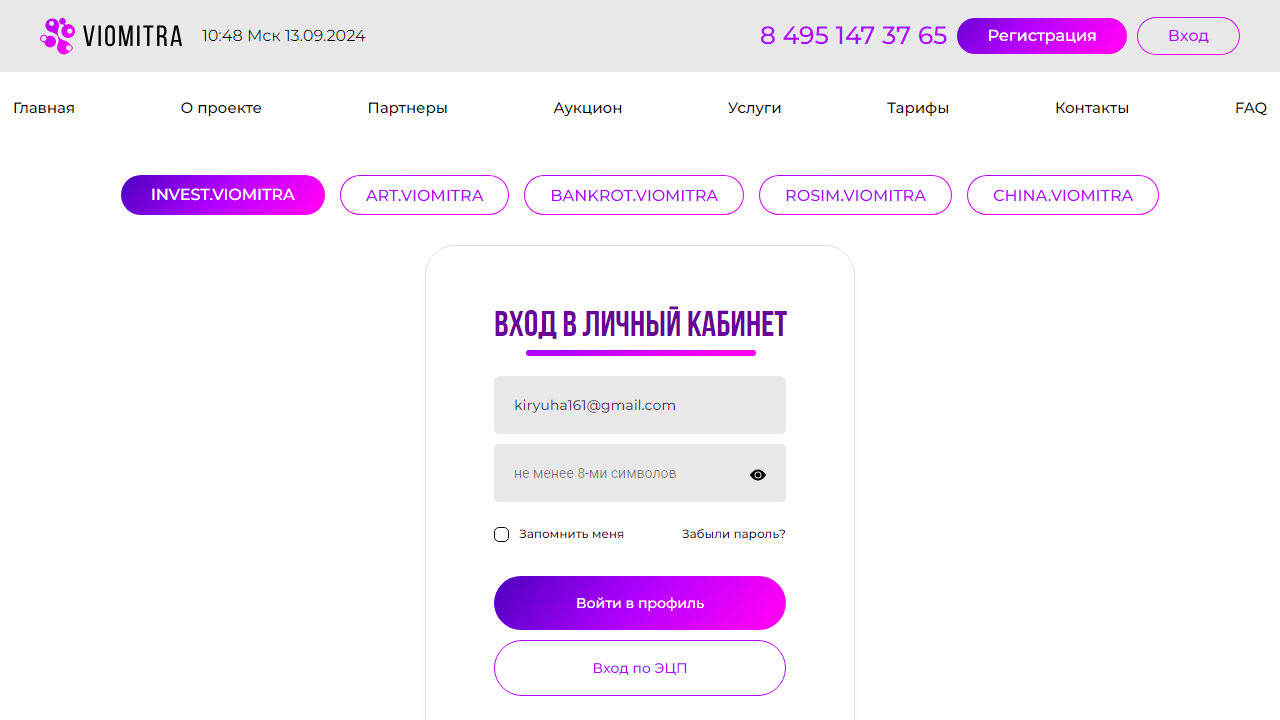 VIOMITRA 10:48 Мск 13.09.2024 8 495 147 37 65 Регистрация Вход
Главная О проекте Партнеры Аукцион Услуги Тарифы Контакты FAQ
INVEST.VIOMITRA ART.VIOMITRA BANKROT.VIOMITRA ROSIM.VIOMITRA CHINA.VIOMITRA
ВХОД В ЛИЧНЫЙ КАБИНЕТ
kiryuha161@gmail.com
не менее 8-ми символов
Запомнить меня Забыли пароль?
Войти в профиль
Вход по ЭЦП